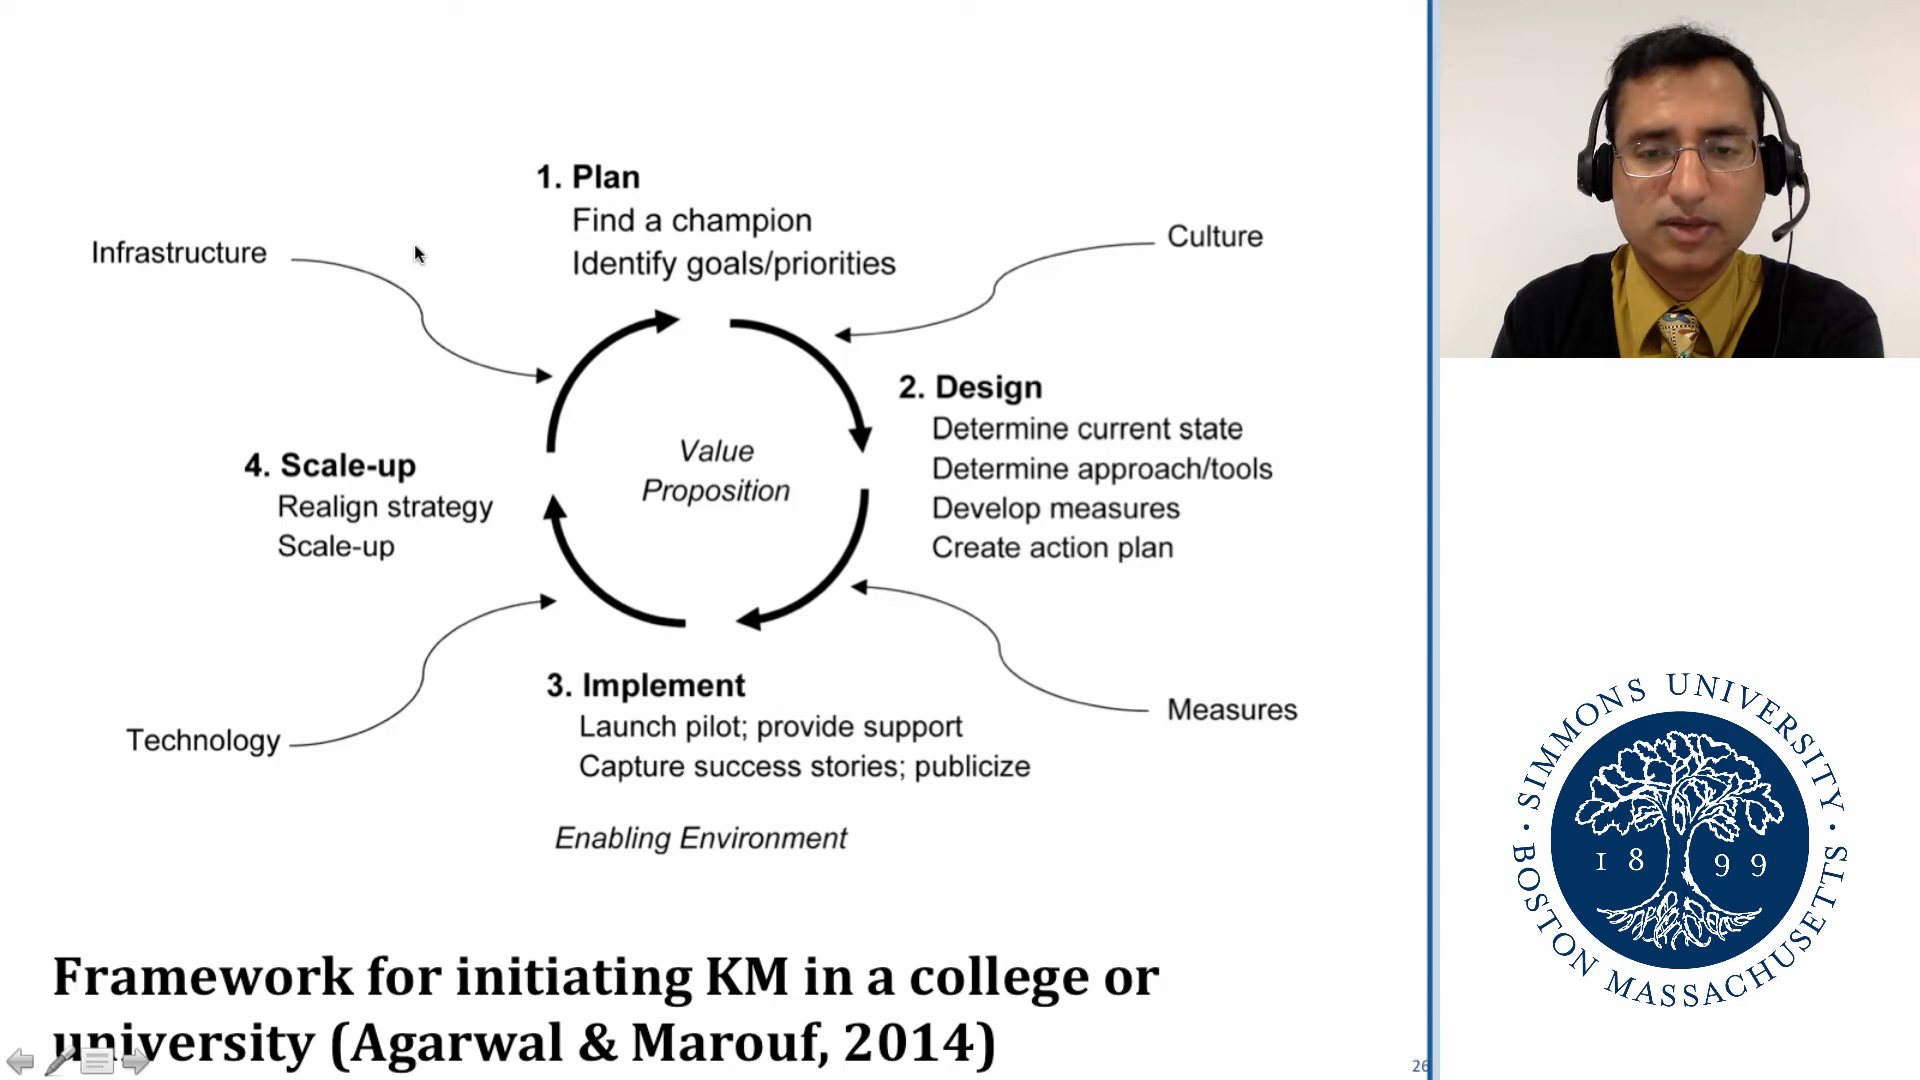 1. Plan
Find a champion
Identify goals/priorities
Infrastructure
Culture
2. Design
Determine current state
Determine approach/tools
Develop measures
Create action plan
Value
Proposition
4. Scale-up
Realign strategy
Scale-up
3. Implement
Launch pilot; provide support
Capture success stories; publicize
Technology
Measures
Enabling Environment
Framework for initiating KM in a college or
university (Agarwal & Marouf, 2014)
26
SIMMONS UNIVERSITY
1899
BOSTON MASSACHUSETTS